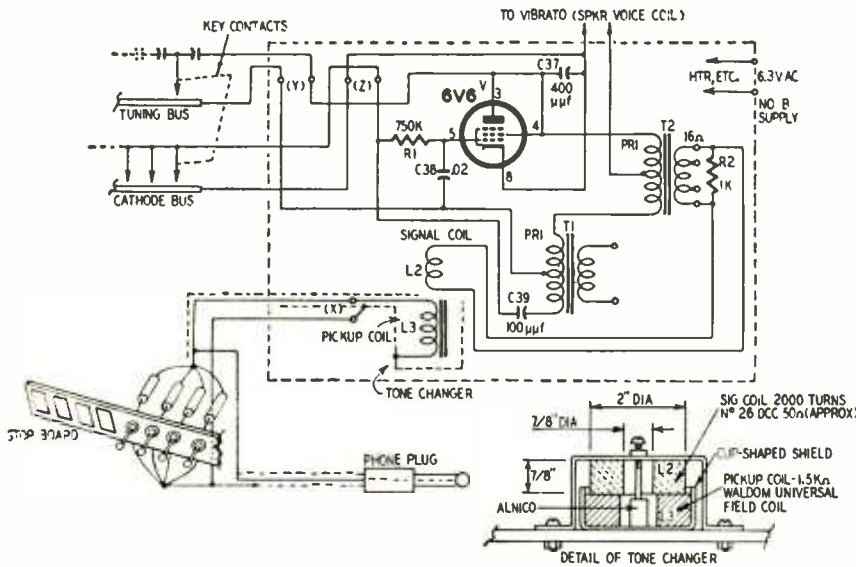 TO VIBRATO (SPKR VOICE COIL)
KEY CONTACTS
C37
400
μμf
V
3
6V6
HTR, ETC.
6.3V AC
NO B
SUPPLY
(Y)
(Z)
TUNING BUS
750K
R1
5
4
8
C38
.02
T2
PRI
16Ω
R2
1K
CATHODE BUS
SIGNAL COIL
L2
PRI
T1
C39
100μμf
(X)
L3
PICKUP COIL
TONE CHANGER
STOP BOARD
PHONE PLUG
2" DIA
7/8" DIA
7/8"
L2
L3
ALNICO
SIG COIL 2000 TURNS
Nº 26 DCC 50Ω (APPROX)
CUP-SHAPED SHIELD
PICKUP COIL-1.5KΩ
WALDOM UNIVERSAL
FIELD COIL
DETAIL OF TONE CHANGER